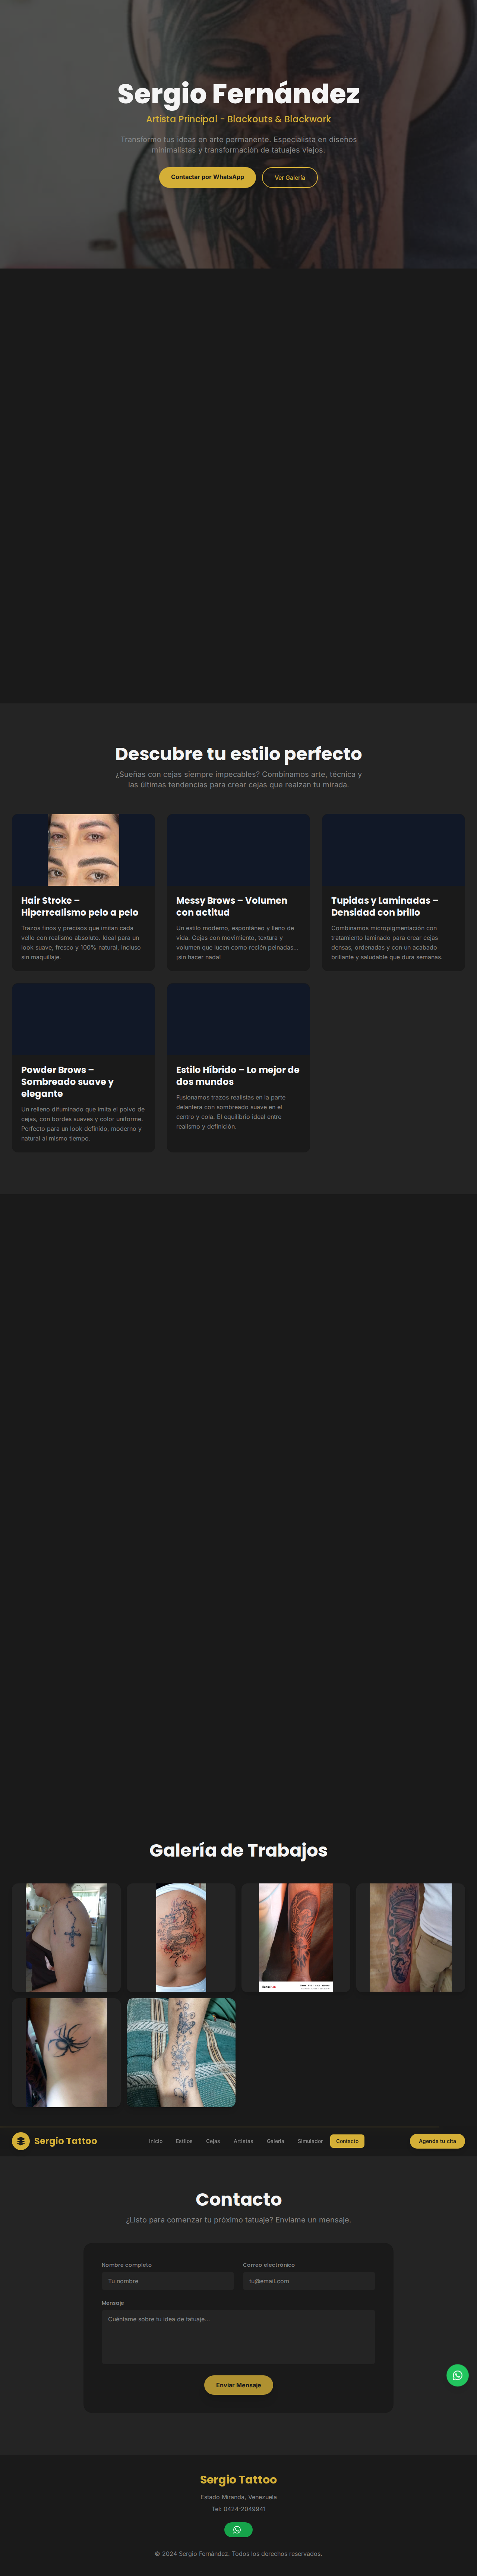 Sergio Fernández
Artista Principal - Blackouts & Blackwork
Transformo tus ideas en arte permanente. Especialista en diseños
minimalistas y transformación de tatuajes viejos.
Contactar por WhatsApp
Ver Galería
Descubre tu estilo perfecto
¿Sueñas con cejas siempre impecables? Combinamos arte, técnica y
las últimas tendencias para crear cejas que realzan tu mirada.
Hair Stroke –
Hiperrealismo pelo a pelo
Trazos finos y precisos que imitan cada
vello con realismo absoluto. Ideal para un
look suave, fresco y 100% natural, incluso
sin maquillaje.
Messy Brows – Volumen
con actitud
Un estilo moderno, espontáneo y lleno de
vida. Cejas con movimiento, textura y
volumen que lucen como recién peinadas...
¡sin hacer nada!
Tupidas y Laminadas –
Densidad con brillo
Combinamos micropigmentación con
tratamiento laminado para crear cejas
densas, ordenadas y con un acabado
brillante y saludable que dura semanas.
Powder Brows –
Sombreado suave y
elegante
Un relleno difuminado que imita el polvo de
cejas, con bordes suaves y color uniforme.
Perfecto para un look definido, moderno y
natural al mismo tiempo.
Estilo Híbrido – Lo mejor de
dos mundos
Fusionamos trazos realistas en la parte
delantera con sombreado suave en el
centro y cola. El equilibrio ideal entre
realismo y definición.
Galería de Trabajos
Sergio Tattoo
Inicio
Estilos
Cejas
Artistas
Galería
Simulador
Contacto
Agenda tu cita
Contacto
¿Listo para comenzar tu próximo tatuaje? Envíame un mensaje.
Nombre completo
Correo electrónico
Tu nombre
tu@email.com
Mensaje
Cuéntame sobre tu idea de tatuaje...
Enviar Mensaje
Sergio Tattoo
Estado Miranda, Venezuela
Tel: 0424-2049941
© 2024 Sergio Fernández. Todos los derechos reservados.